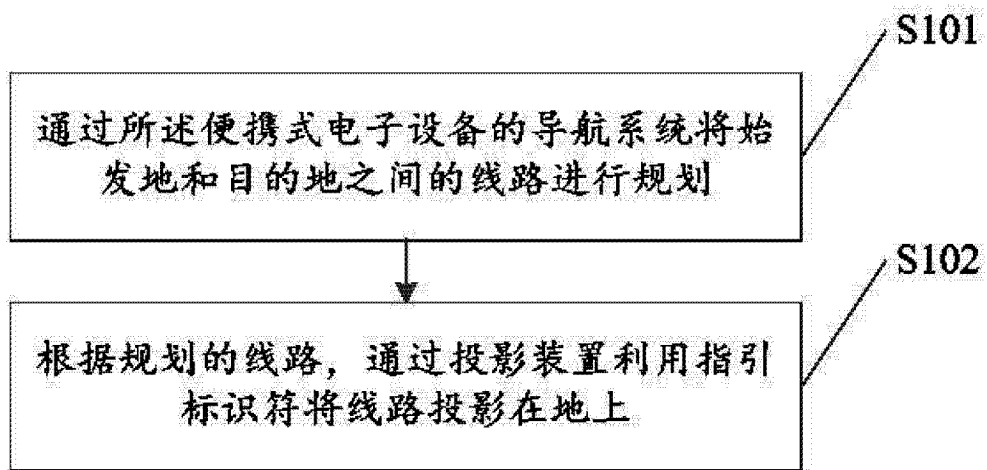 S101
通过所述便携式电子设备的导航系统将始
发地和目的地之间的线路进行规划
S102
根据规划的线路，通过投影装置利用指引
标识符将线路投影在地上